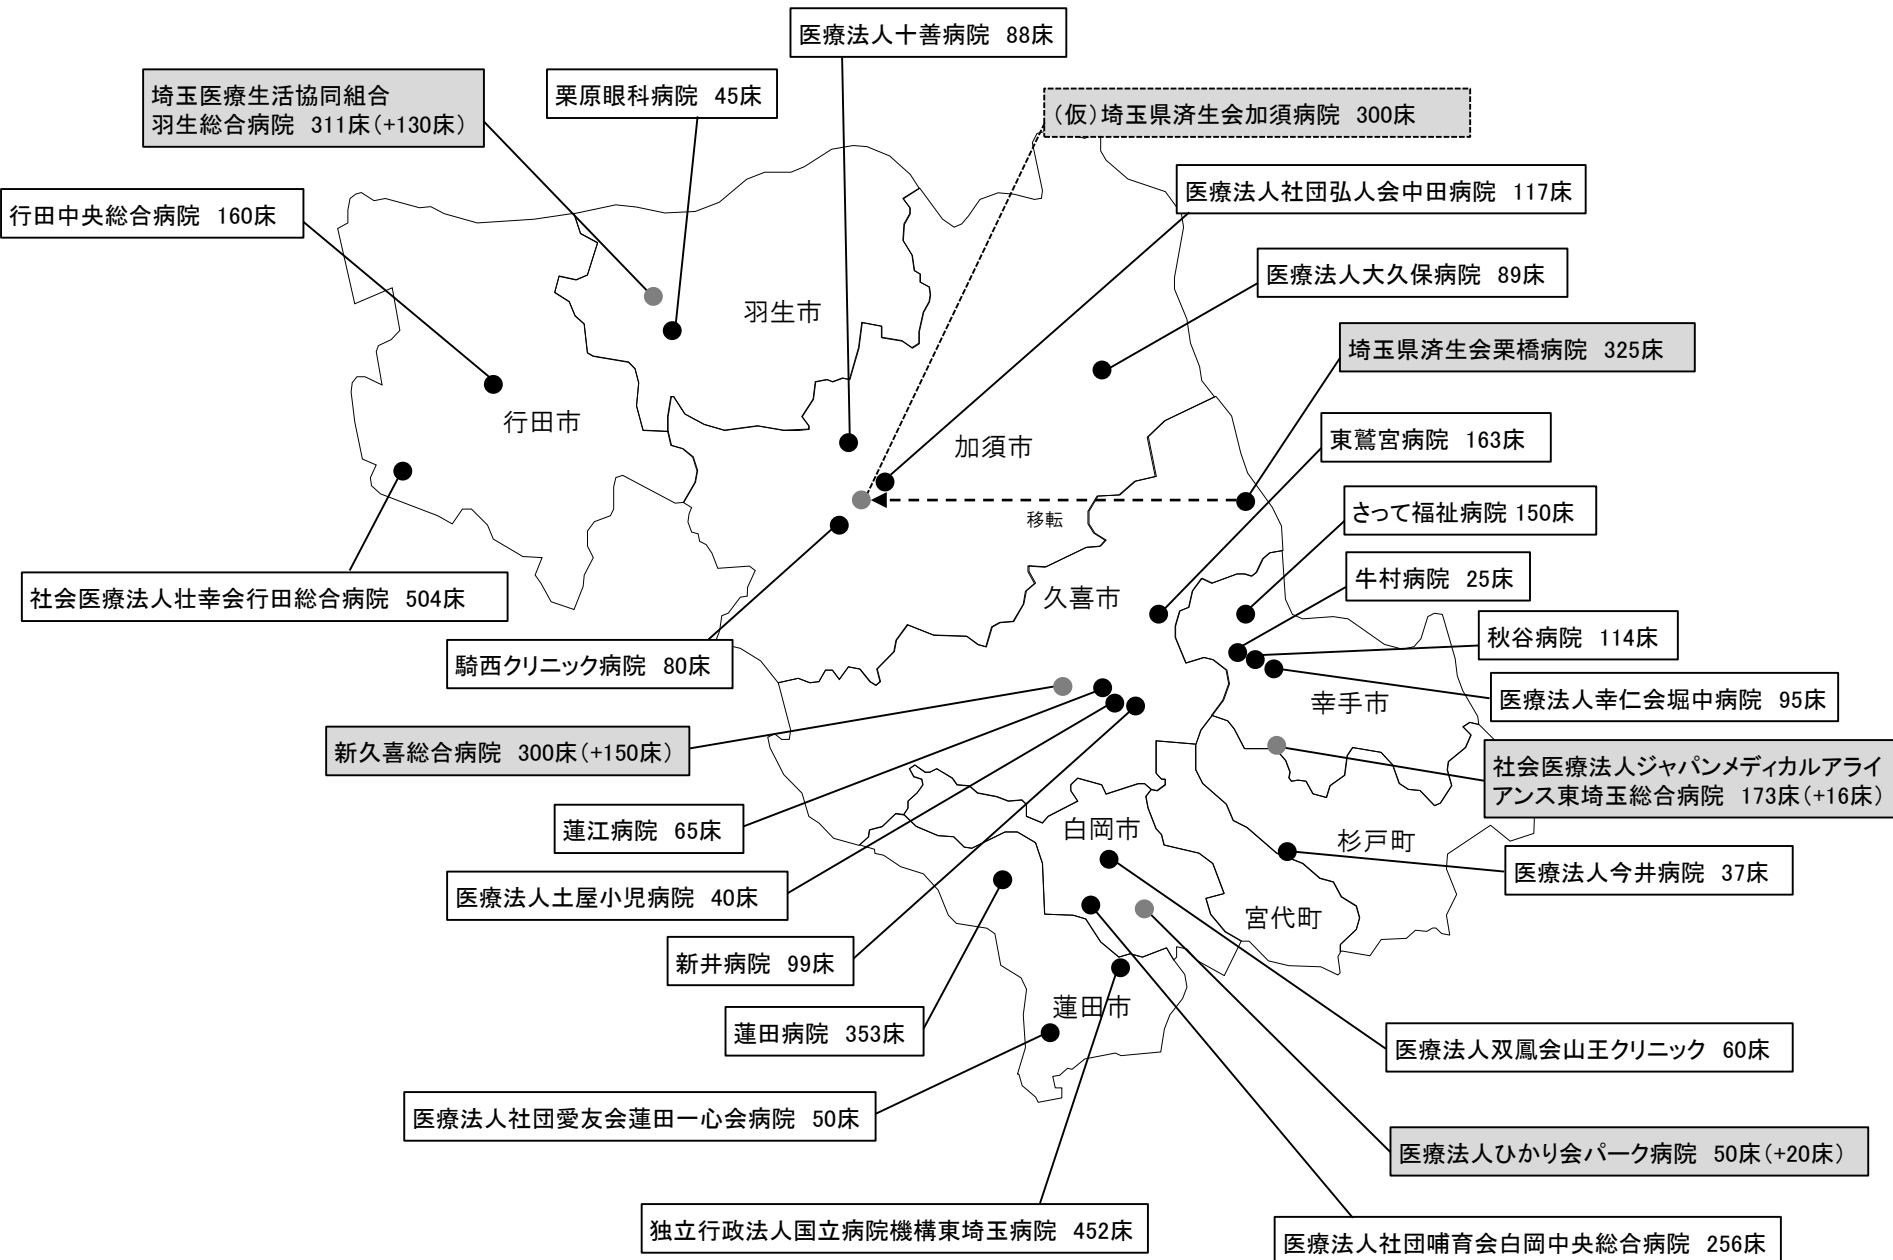 医療法人十善病院 88床
埼玉医療生活協同組合
羽生総合病院 311床(+130床)
栗原眼科病院 45床
(仮)埼玉県済生会加須病院 300床
医療法人社団弘人会中田病院 117床
行田中央総合病院 160床
医療法人大久保病院 89床
羽生市
埼玉県済生会栗橋病院 325床
行田市
加須市
東鷲宮病院 163床
さって福祉病院 150床
移転
牛村病院 25床
社会医療法人壮幸会行田総合病院 504床
久喜市
秋谷病院 114床
騎西クリニック病院 80床
医療法人幸仁会堀中病院 95床
幸手市
新久喜総合病院 300床(+150床)
社会医療法人ジャパンメディカルアライ
アンス東埼玉総合病院 173床(+16床)
蓮江病院 65床
白岡市
杉戸町
医療法人今井病院 37床
医療法人土屋小児病院 40床
宮代町
新井病院 99床
蓮田市
蓮田病院 353床
医療法人双鳳会山王クリニック 60床
医療法人社団愛友会蓮田一心会病院 50床
医療法人ひかり会パーク病院 50床(+20床)
独立行政法人国立病院機構東埼玉病院 452床
医療法人社団哺育会白岡中央総合病院 256床